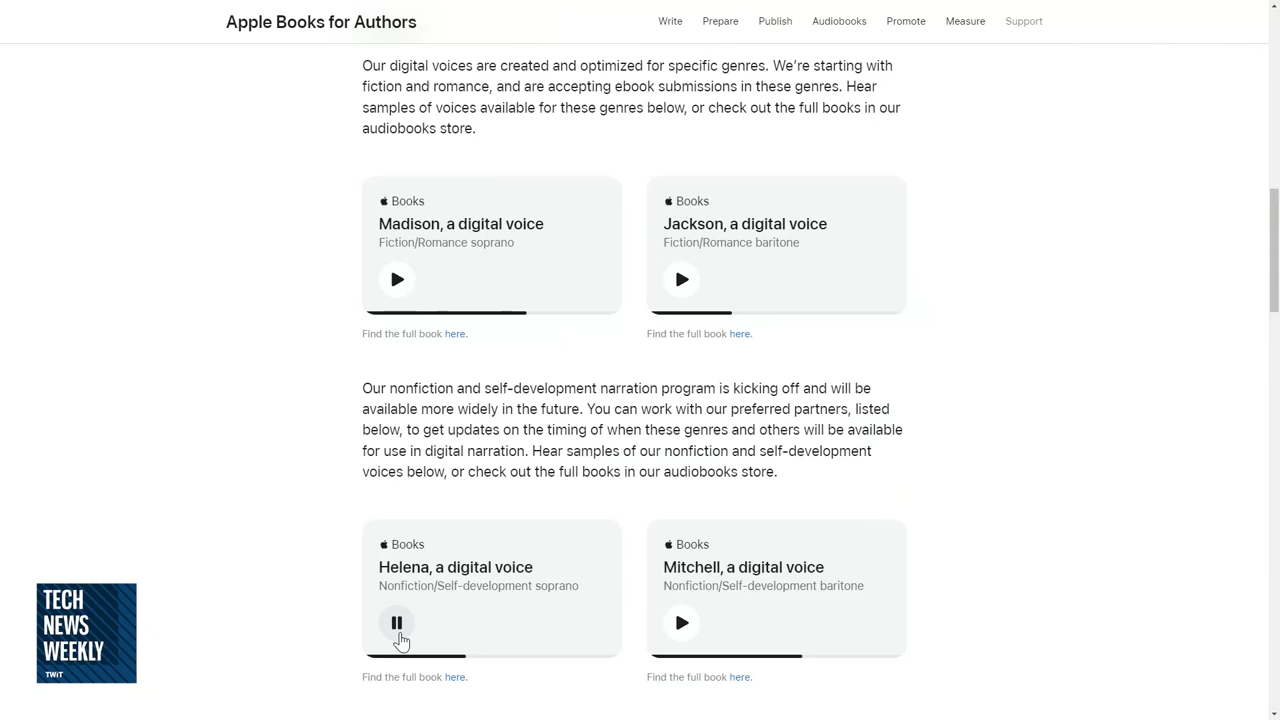 Apple Books for Authors
Write Prepare Publish Audiobooks Promote Measure Support
Our digital voices are created and optimized for specific genres. We’re starting with
fiction and romance, and are accepting ebook submissions in these genres. Hear
samples of voices available for these genres below, or check out the full books in our
audiobooks store.
Books
Madison, a digital voice
Fiction/Romance soprano
Find the full book here.
Books
Jackson, a digital voice
Fiction/Romance baritone
Find the full book here.
Our nonfiction and self-development narration program is kicking off and will be
available more widely in the future. You can work with our preferred partners, listed
below, to get updates on the timing of when these genres and others will be available
for use in digital narration. Hear samples of our nonfiction and self-development
voices below, or check out the full books in our audiobooks store.
Books
Helena, a digital voice
Nonfiction/Self-development soprano
Find the full book here.
Books
Mitchell, a digital voice
Nonfiction/Self-development baritone
Find the full book here.
TECH
NEWS
WEEKLY
TWiT